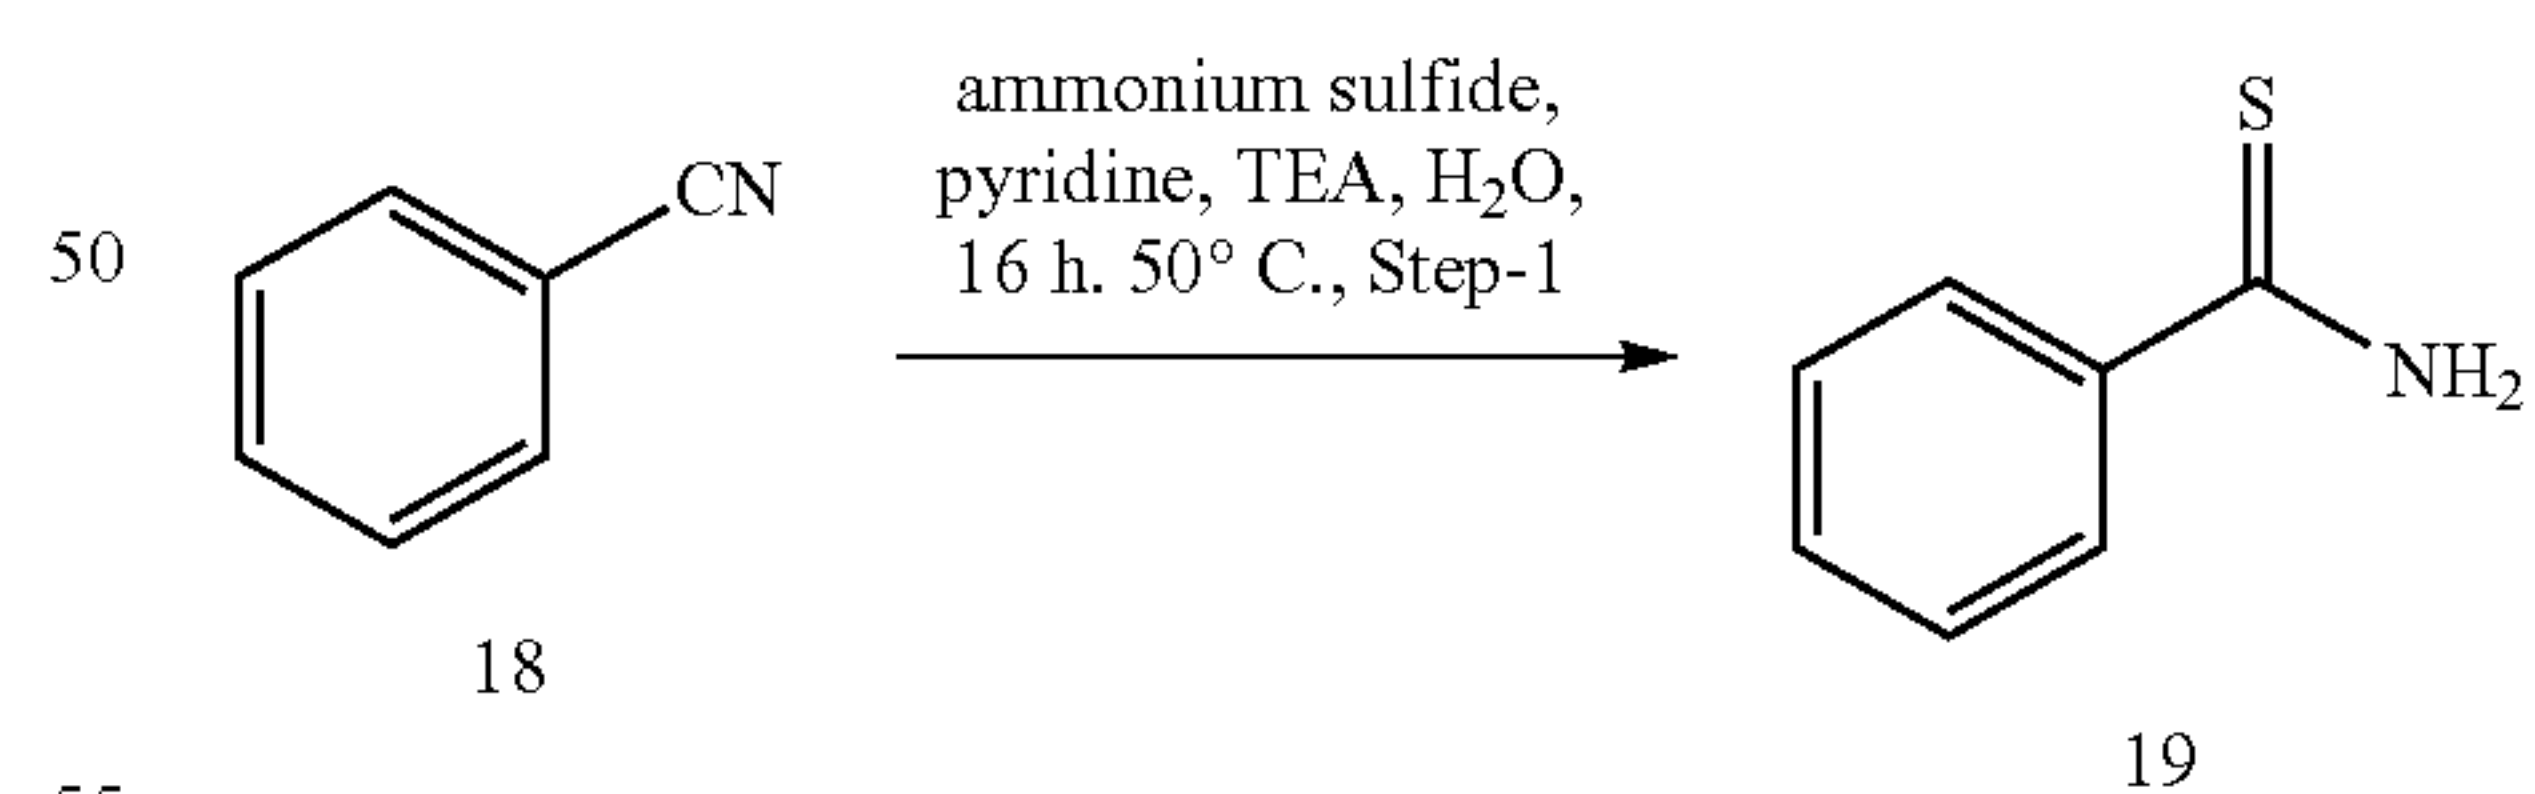 ammonium sulfide,
pyridine, TEA, H₂O,
16 h. 50° C., Step-1
50
CN
S
NH₂
18
19